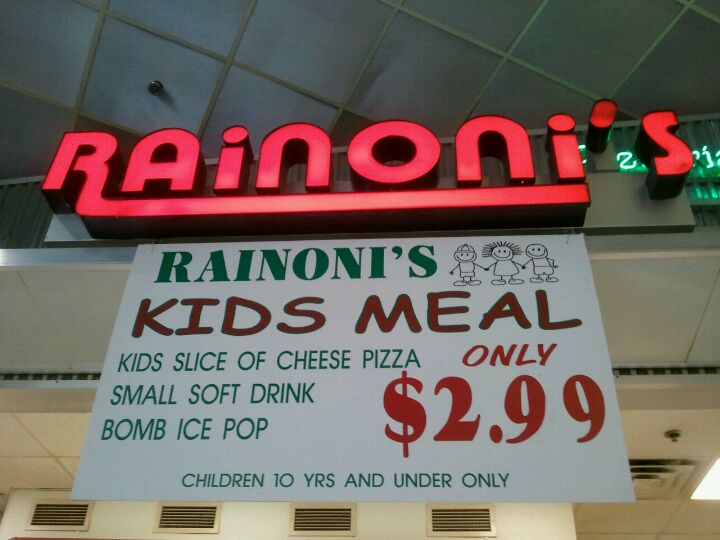 RAinoni's
RAINONI'S
KIDS MEAL
KIDS SLICE OF CHEESE PIZZA
ONLY
SMALL SOFT DRINK
$2.99
BOMB ICE POP
CHILDREN 10 YRS AND UNDER ONLY